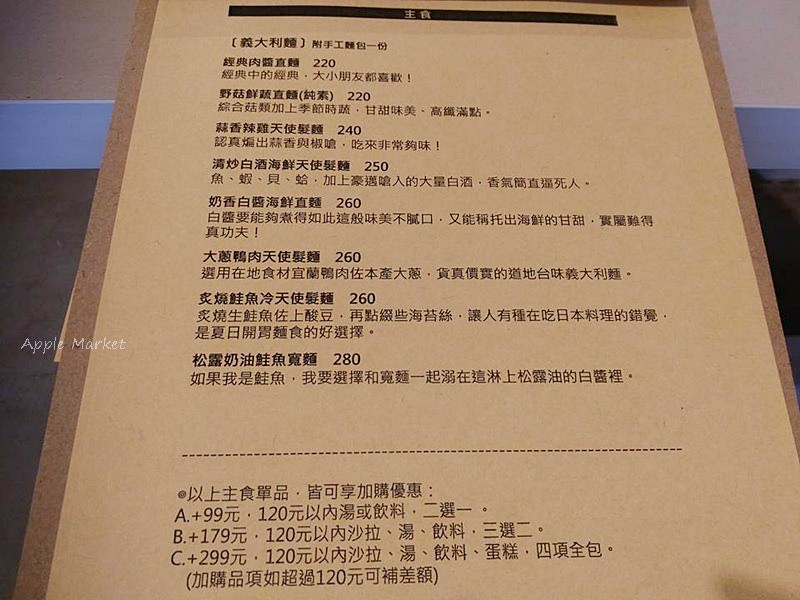 主食
〔義大利麵〕附手工麵包一份
經典肉醬直麵 220
經典中的經典，大小朋友都喜歡！
野菇鮮蔬直麵(純素) 220
綜合菇類加上季節時蔬，甘甜味美、高纖滿點。
蒜香辣雞天使髮麵 240
認真煸出蒜香與椒嗆，吃來非常夠味！
清炒白酒海鮮天使髮麵 250
魚、蝦、貝、蛤，加上豪邁嗆人的大量白酒，香氣簡直逼死人。
奶香白醬海鮮直麵 260
白醬要能夠煮得如此這般味美不膩口，又能稱托出海鮮的甘甜，實屬難得
真功夫！
大蔥鴨肉天使髮麵 260
選用在地食材宜蘭鴨肉佐本產大蔥，貨真價實的道地台味義大利麵。
炙燒鮭魚冷天使髮麵 260
炙燒生鮭魚佐上酸豆，再點綴些海苔絲，讓人有種在吃日本料理的錯覺，
是夏日開胃麵食的好選擇。
Apple Market
松露奶油鮭魚寬麵 280
如果我是鮭魚，我要選擇和寬麵一起溺在這淋上松露油的白醬裡。
◎以上主食單品，皆可享加購優惠：
A.+99元，120元以內湯或飲料，二選一。
B.+179元，120元以內沙拉、湯、飲料，三選二。
C.+299元，120元以內沙拉、湯、飲料、蛋糕，四項全包。
(加購品項如超過120元可補差額)